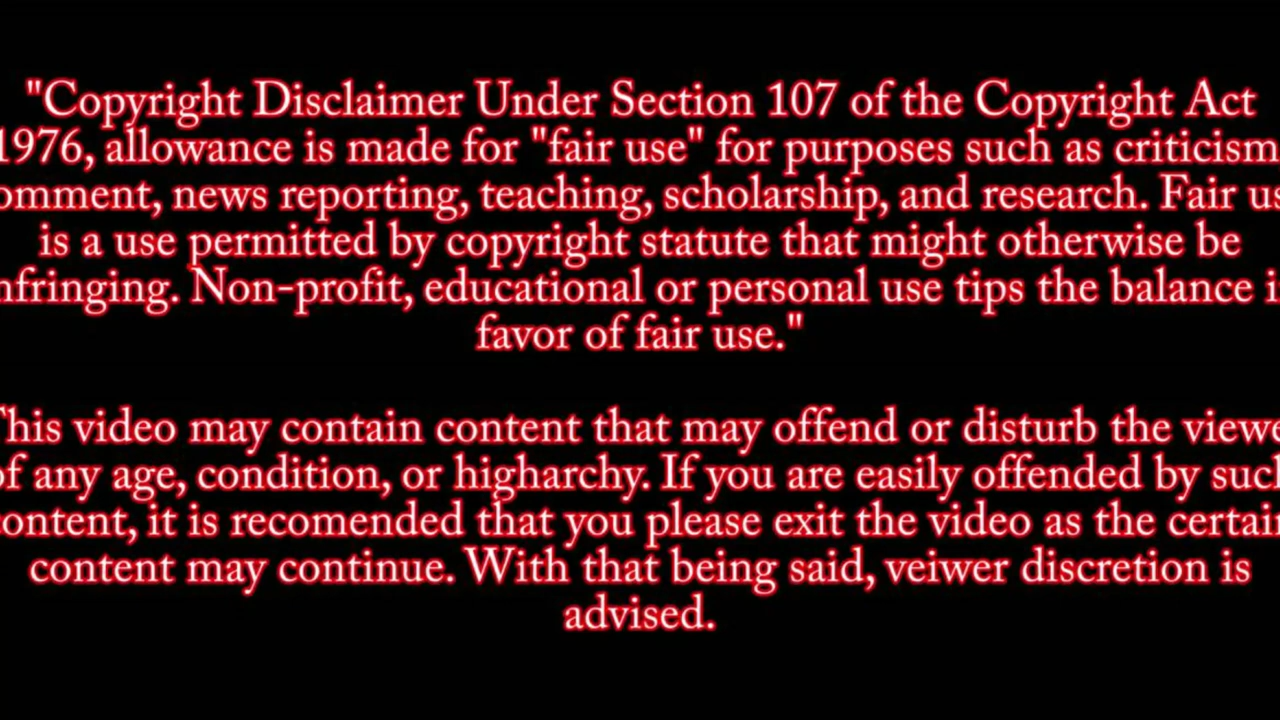 "Copyright Disclaimer Under Section 107 of the Copyright Act
1976, allowance is made for "fair use" for purposes such as criticism
omment, news reporting, teaching, scholarship, and research. Fair us
is a use permitted by copyright statute that might otherwise be
nfringing. Non-profit, educational or personal use tips the balance i
favor of fair use."
This video may contain content that may offend or disturb the viewe
of any age, condition, or higharchy. If you are easily offended by such
content, it is recomended that you please exit the video as the certain
content may continue. With that being said, veiwer discretion is
advised.